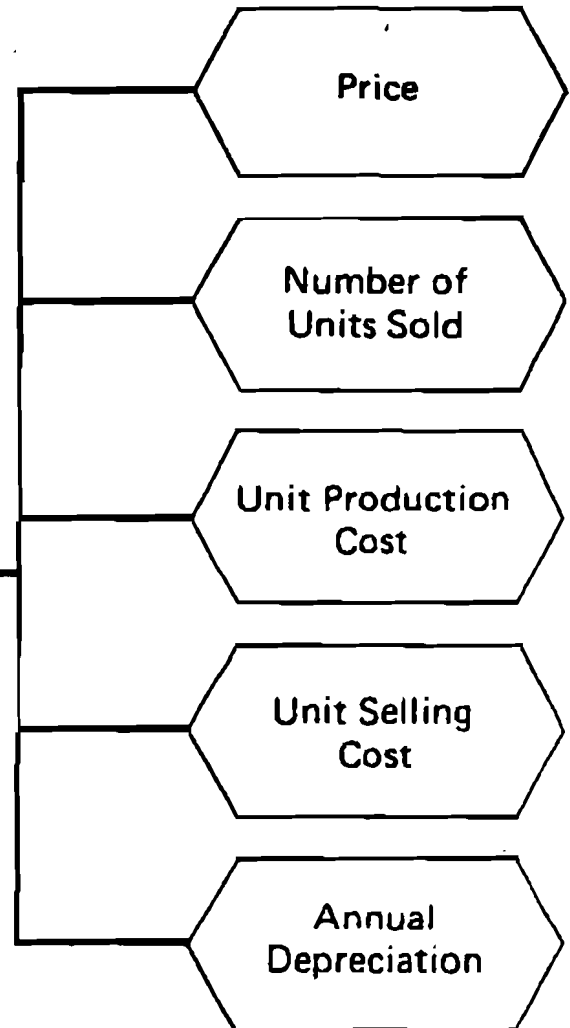 Price
Number of
Units Sold
Unit Production
Cost
Unit Selling
Cost
Annual
Depreciation